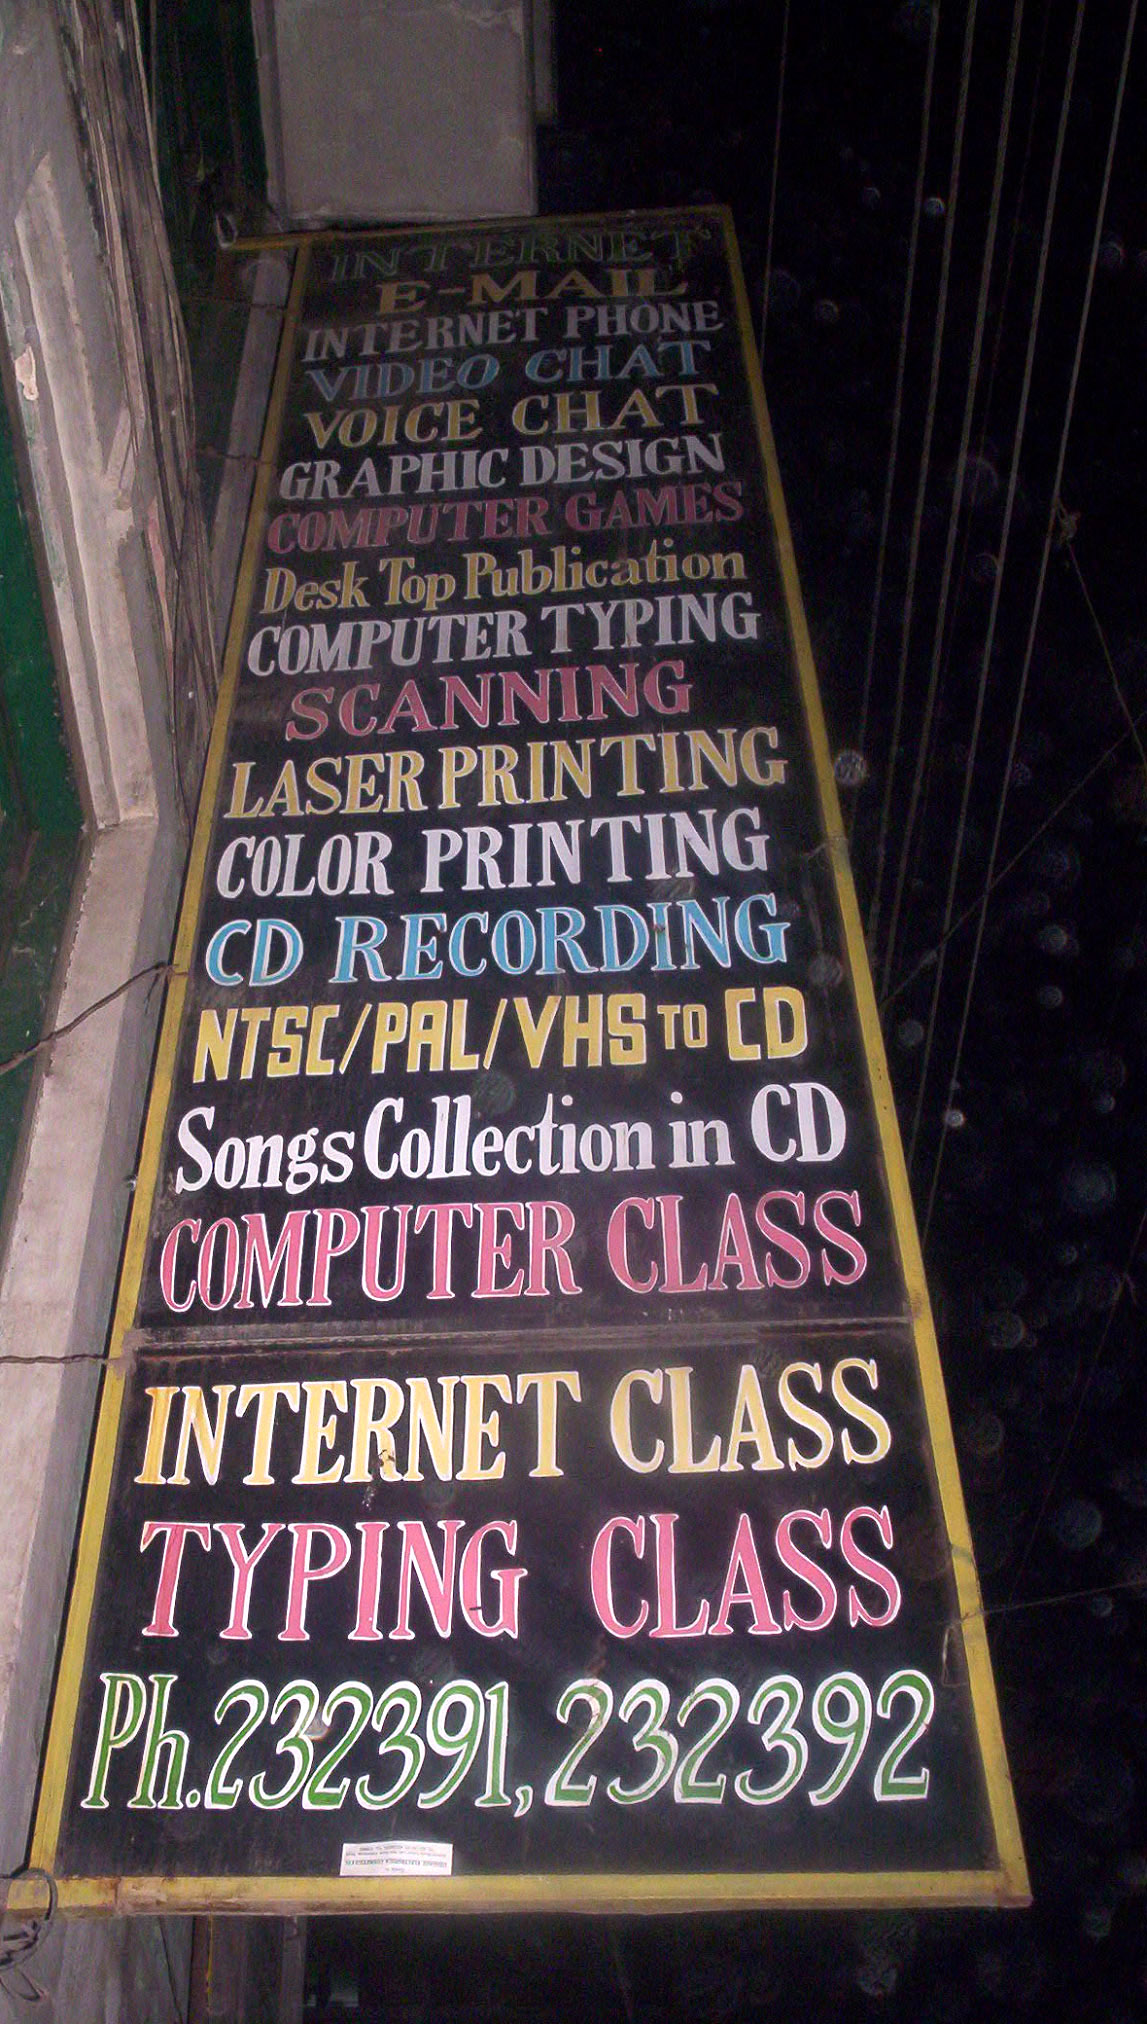 INTERNET
E-MAIL
INTERNET PHONE
VIDEO CHAT
VOICE CHAT
GRAPHIC DESIGN
COMPUTER GAMES
Desk Top Publication
COMPUTER TYPING
SCANNING
LASER PRINTING
COLOR PRINTING
CD RECORDING
NTSC/PAL/VHS TO CD
Songs Collection in CD
COMPUTER CLASS
INTERNET CLASS
TYPING CLASS
Ph.232391,232392